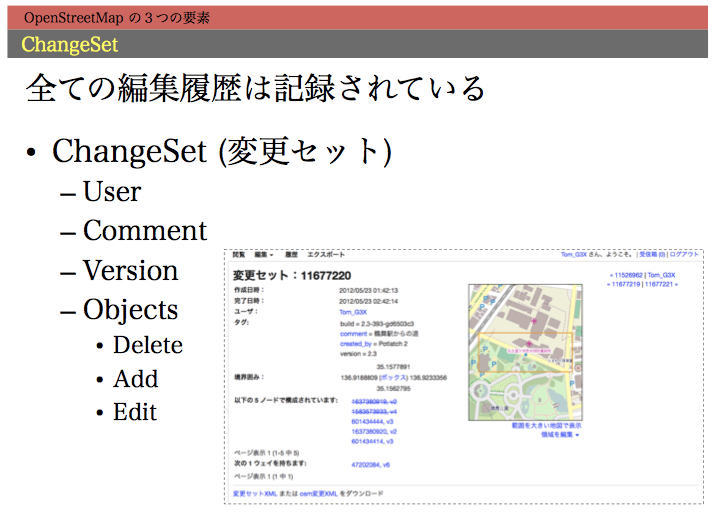 OpenStreetMap の３つの要素
ChangeSet
全ての編集履歴は記録されている
• ChangeSet (変更セット)
– User
– Comment
– Version
– Objects
• Delete
• Add
• Edit
閲覧 編集 履歴 エクスポート
Tom_G3X さん、ようこそ。 | 受信箱 (0) | ログアウト
変更セット：11677220
« 11526962 | Tom_G3X
« 11677219 | 11677221 »
作成日時： 2012/05/23 01:42:13
完了日時： 2012/05/23 02:42:14
ユーザ： Tom_G3X
タグ：
build = 2.3-393-gd6503c3
created_by = Potlatch 2
version = 2.3
35.1577891
境界囲み： 136.9188809 (ボックス) 136.9233356
35.1562795
以下の 5 ノードで構成されています:
1637380919, v2
1583573933, v4
601434444, v3
1637380920, v2
601434414, v3
ページ表示 1 (1-5 中 5)
次の 1 ウェイを持ちます: 47202084, v6
ページ表示 1 (1 中 1)
範囲を大きい地図で表示
領域を編集
変更セットXML または osm変更XML をダウンロード